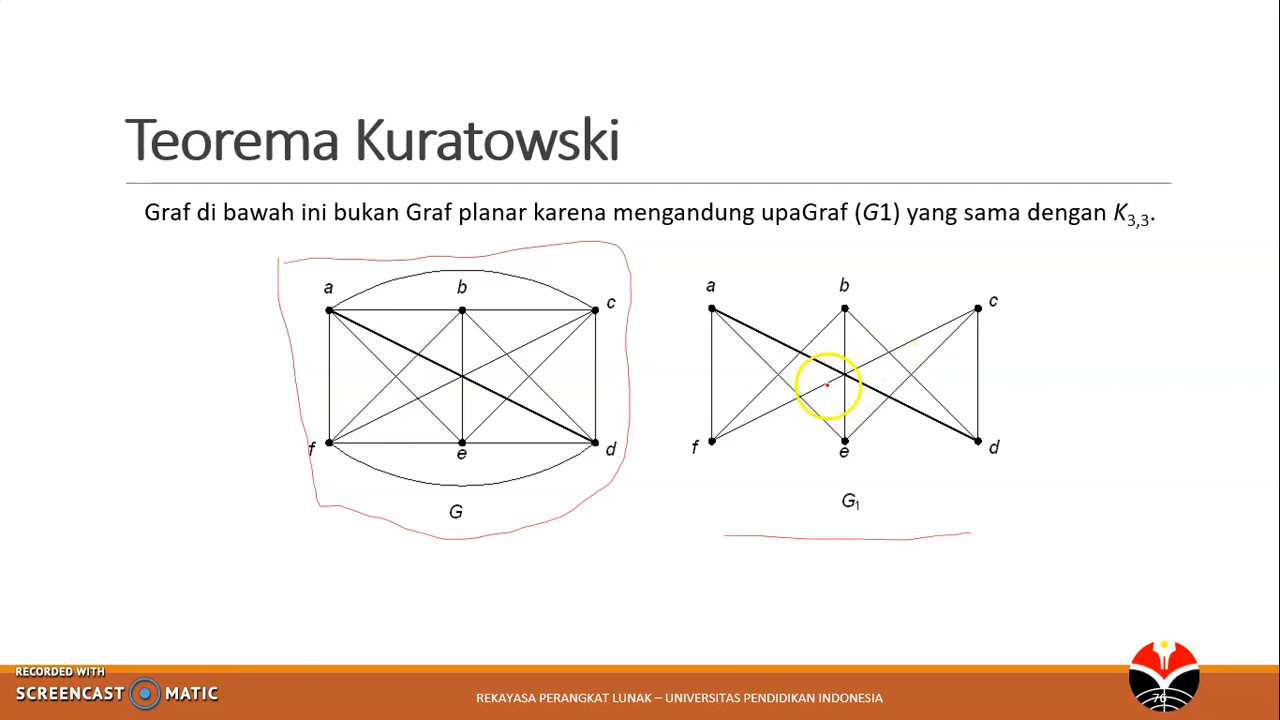 Teorema Kuratowski
Graf di bawah ini bukan Graf planar karena mengandung upaGraf (G1) yang sama dengan K3,3.
a b c
f e d
G
a b c
f e d
G1
RECORDED WITH
SCREENCAST MATIC
REKAYASA PERANGKAT LUNAK – UNIVERSITAS PENDIDIKAN INDONESIA
76